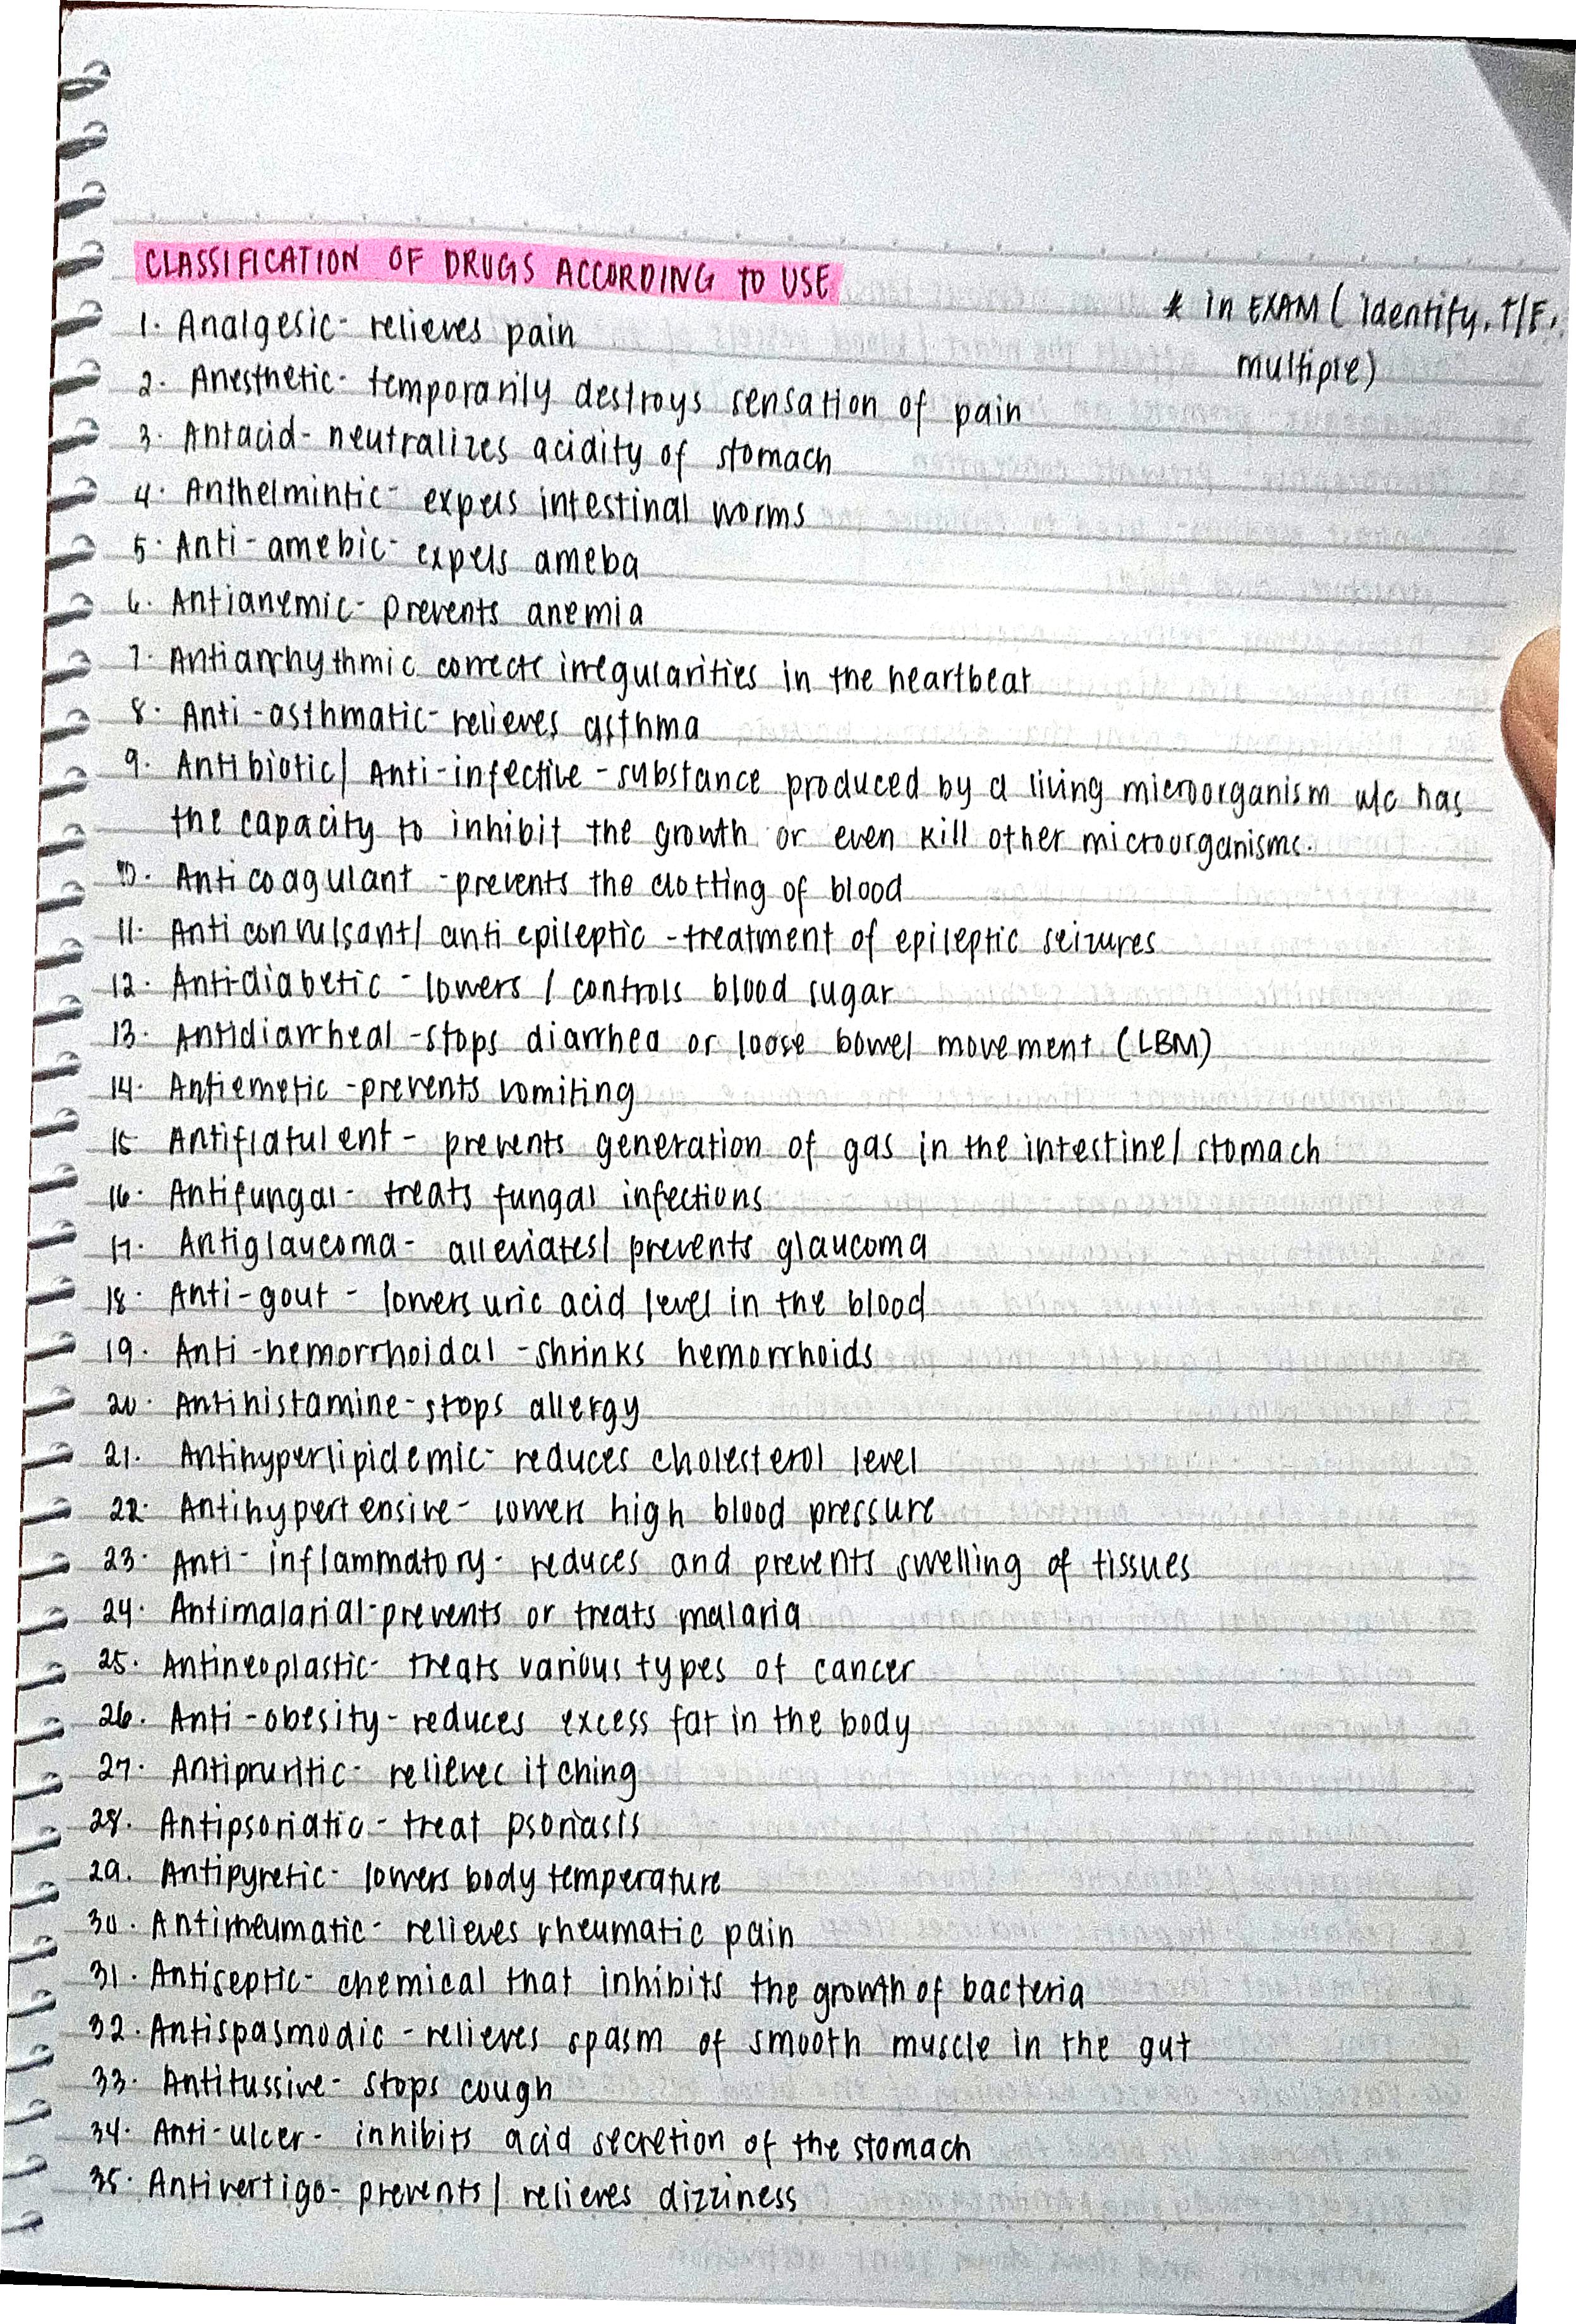 CLASSIFICATION OF DRUGS ACCORDING TO USE
* in EXAM (Identify, T/F,
multiple)
1. Analgesic - relieves pain
2. Anesthetic - temporarily destroys sensation of pain
3. Antacid - neutralizes acidity of stomach
4. Anthelmintic - expels intestinal worms
5. Anti-amebic - expels ameba
6. Antianemic - prevents anemia
7. Antiarrhythmic corrects irregularities in the heartbeat
8. Anti-asthmatic - relieves asthma
9. Antibiotic / Anti-infective - substance produced by a living microorganism w/c has
the capacity to inhibit the growth or even kill other microorganisms.
10. Anticoagulant - prevents the clotting of blood
11. Anticonvulsant / anti epileptic - treatment of epileptic seizures
12. Antidiabetic - lowers / controls blood sugar
13. Antidiarrheal - stops diarrhea or loose bowel movement (LBM)
14. Antiemetic - prevents vomiting
15 Antiflatulent - prevents generation of gas in the intestine / stomach
16. Antifungal - treats fungal infections
17. Antiglaucoma - alleviates / prevents glaucoma
18. Anti-gout - lowers uric acid level in the blood
19. Anti-hemorrhoidal - shrinks hemorrhoids
20. Antihistamine - stops allergy
21. Antihyperlipidemic - reduces cholesterol level
22. Antihypertensive - lowers high blood pressure
23. Anti-inflammatory - reduces and prevents swelling of tissues
24. Antimalarial - prevents or treats malaria
25. Antineoplastic - treats various types of cancer
26. Anti-obesity - reduces excess fat in the body
27. Antipruritic - relieves itching
28. Antipsoriatic - treat psoriasis
29. Antipyretic - lowers body temperature
30. Antirheumatic - relieves rheumatic pain
31. Antiseptic - chemical that inhibits the growth of bacteria
32. Antispasmodic - relieves spasm of smooth muscle in the gut
33. Antitussive - stops cough
34. Anti-ulcer - inhibits acid secretion of the stomach
35. Antivertigo - prevents / relieves dizziness